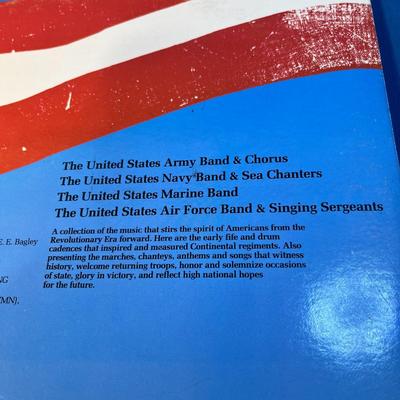 The United States Army Band & Chorus
The United States Navy Band & Sea Chanters
The United States Marine Band
The United States Air Force Band & Singing Sergeants
E. E. Bagley
A collection of the music that stirs the spirit of Americans from the
Revolutionary Era forward. Here are the early fife and drum
cadences that inspired and measured Continental regiments. Also
presenting the marches, chanteys, anthems and songs that witness
history, welcome returning troops, honor and solemnize occasions
of state, glory in victory, and reflect high national hopes
for the future.
NG
YMN),